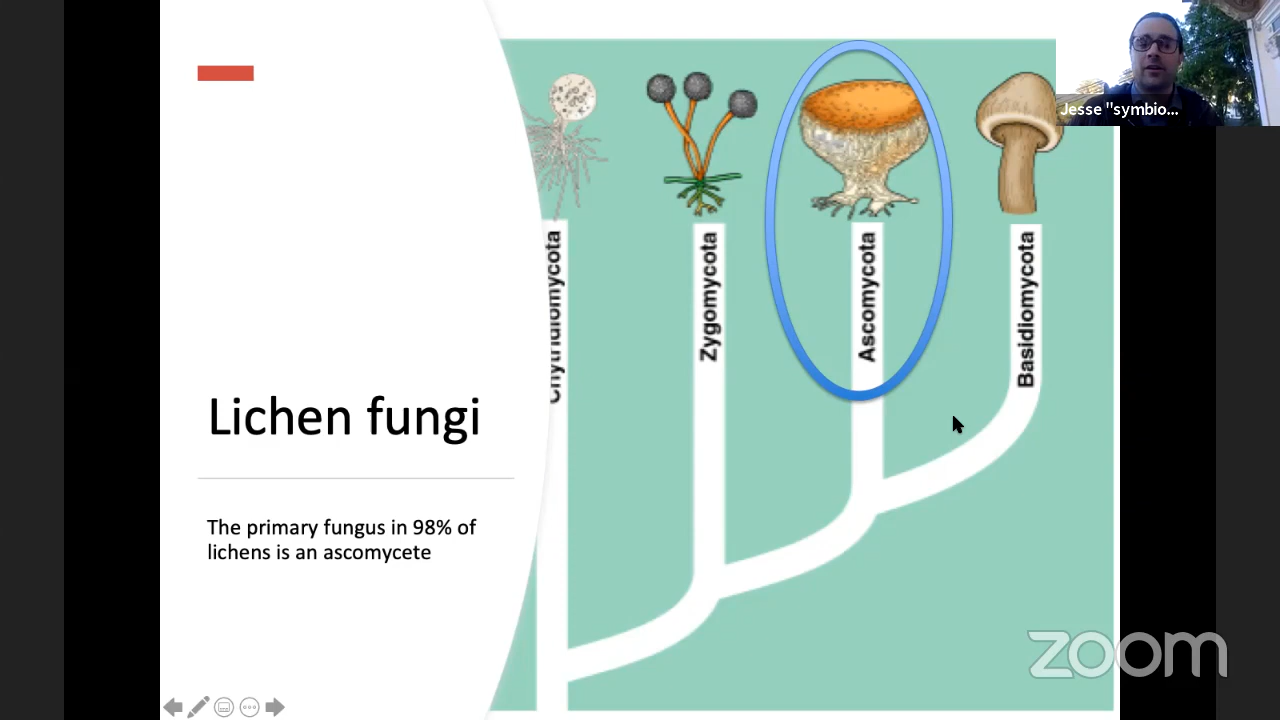 Jesse "symbio...
Zygomycota
Ascomycota
Basidiomycota
Lichen fungi
The primary fungus in 98% of
lichens is an ascomycete
zoom